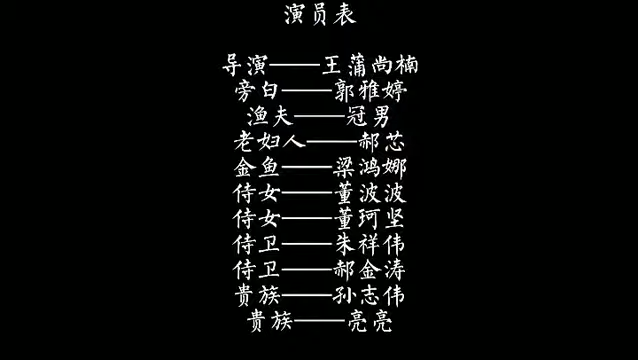 演员表
导演——王蒲尚楠
旁白——郭雅婷
渔夫——冠男
老妇人——郝芯
金鱼——梁鸿娜
侍女——董波波
侍女——董珂坚
侍卫——朱祥伟
侍卫——郝金涛
贵族——孙志伟
贵族——亮亮